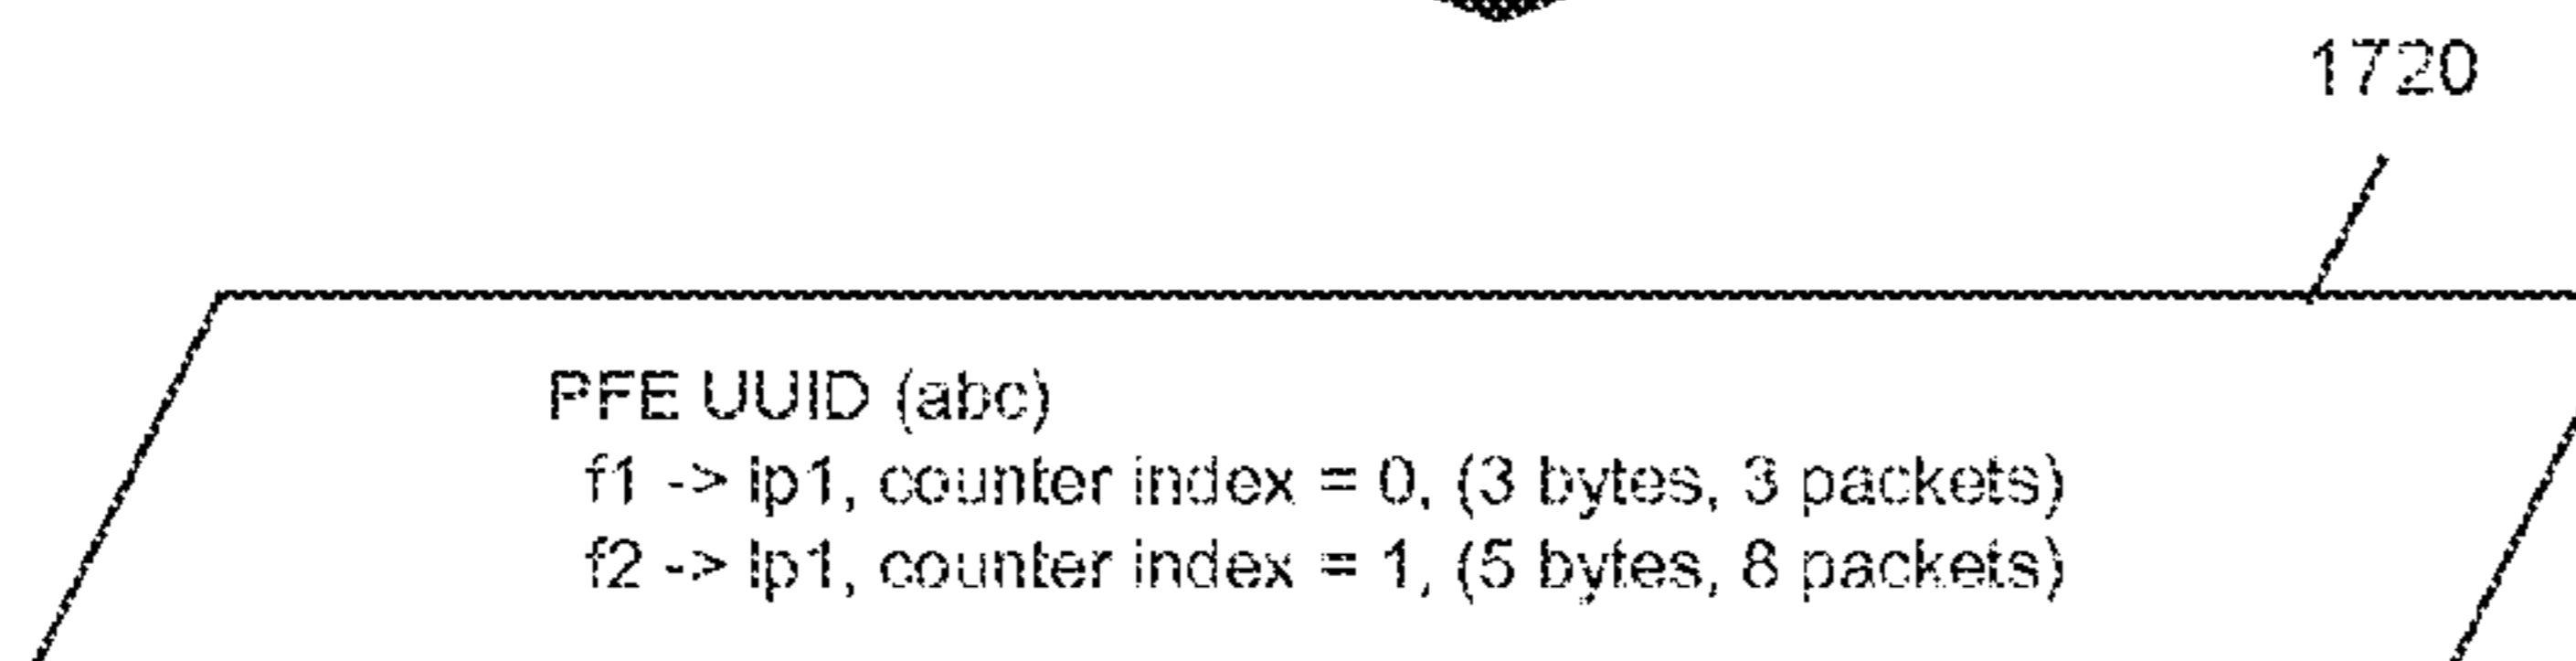 1720
PFE UUID (abc)
f1 -> lp1, counter index = 0, (3 bytes, 3 packets)
f2 -> lp1, counter index = 1, (5 bytes, 8 packets)